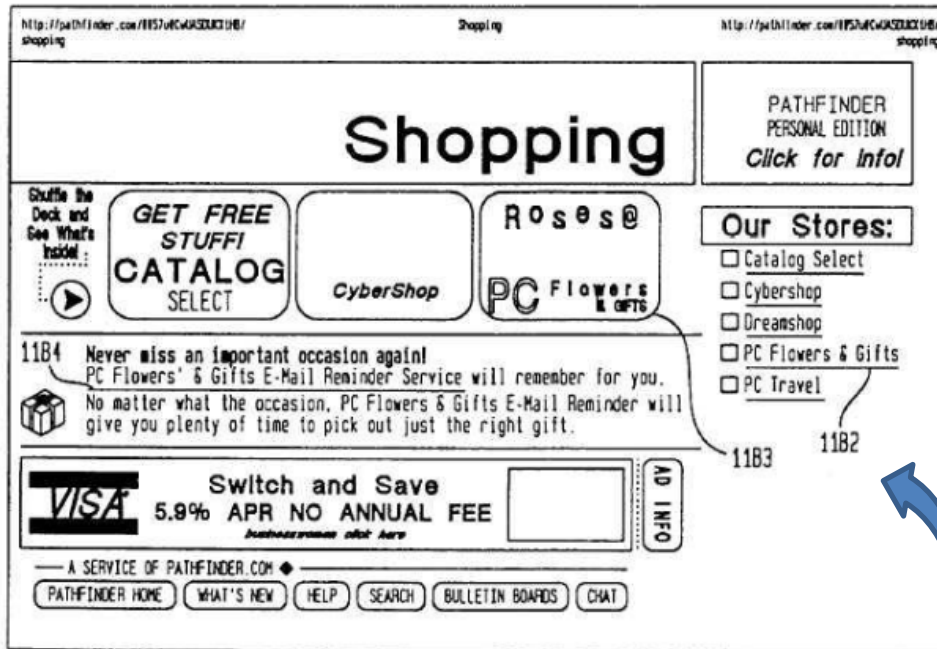 http://pathfinder.com/ Shopping http://pathfinder.com/
shopping shopping
Shopping
PATHFINDER
PERSONAL EDITION
Click for Info!
Shuffle the
Deck and
See What's
Inside!
GET FREE
STUFF!
CATALOG
SELECT
CyberShop
Roses@
PC Flowers
& GIFTS
Our Stores:
Catalog Select
Cybershop
Dreamshop
PC Flowers & Gifts
PC Travel
11B4
Never miss an important occasion again!
PC Flowers' & Gifts E-Mail Reminder Service will remember for you.
No matter what the occasion, PC Flowers & Gifts E-Mail Reminder will
give you plenty of time to pick out just the right gift.
11B3
11B2
VISA
Switch and Save
5.9% APR NO ANNUAL FEE
click here
AD INFO
A SERVICE OF PATHFINDER.COM
PATHFINDER HOME WHAT'S NEW HELP SEARCH BULLETIN BOARDS CHAT